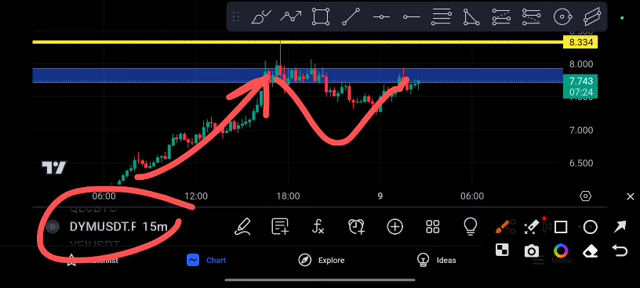 8.334
8.000
7.743
07:24
7.000
6.500
06:00 12:00 18:00 9 06:00
DYMUSDT.P 15m
Chart
Explore
Ideas